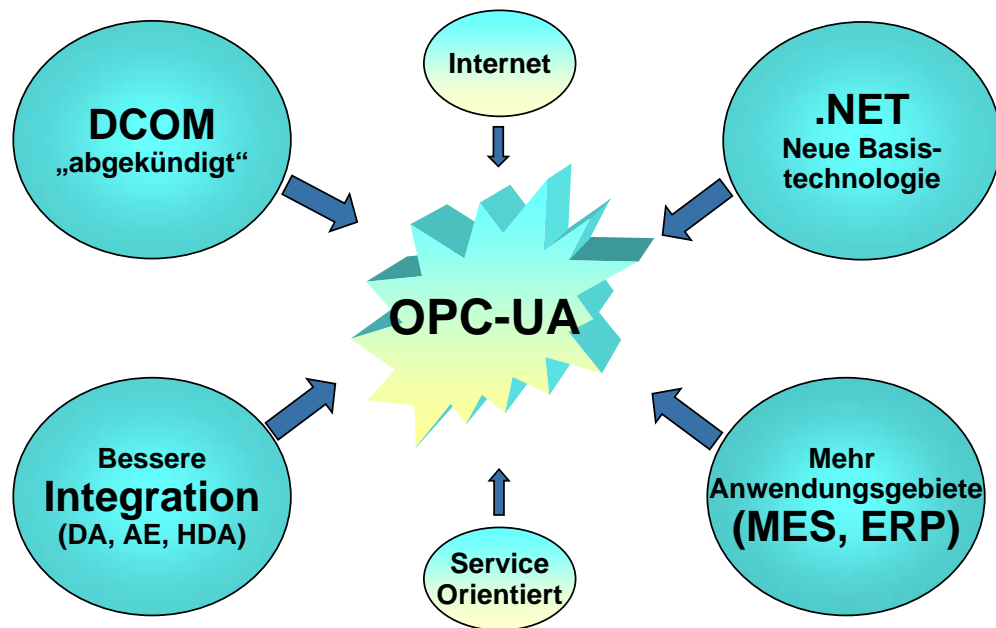 Internet
DCOM
„abgekündigt“
.NET
Neue Basis-
technologie
OPC-UA
Bessere
Integration
(DA, AE, HDA)
Service
Orientiert
Mehr
Anwendungsgebiete
(MES, ERP)